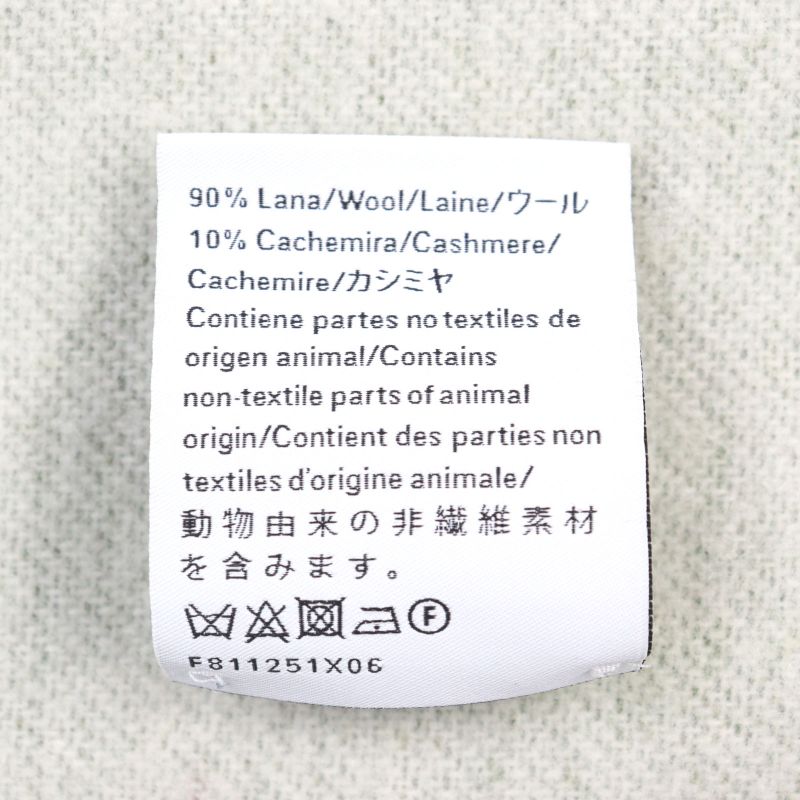 90% Lana/Wool/Laine/ウール
10% Cachemira/Cashmere/
Cachemire/カシミヤ
Contiene partes no textiles de
origen animal/Contains
non-textile parts of animal
origin/Contient des parties non
textiles d'origine animale/
動物由来の非繊維素材
を含みます。
F
F811251X06